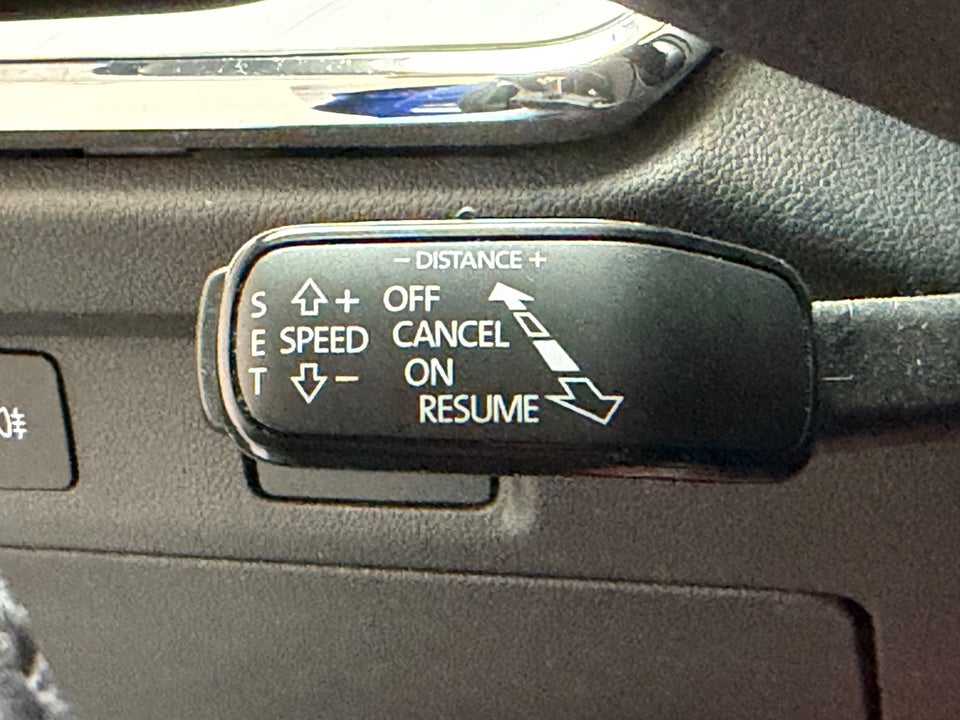 – DISTANCE +
S + OFF
E SPEED CANCEL
T – ON
RESUME